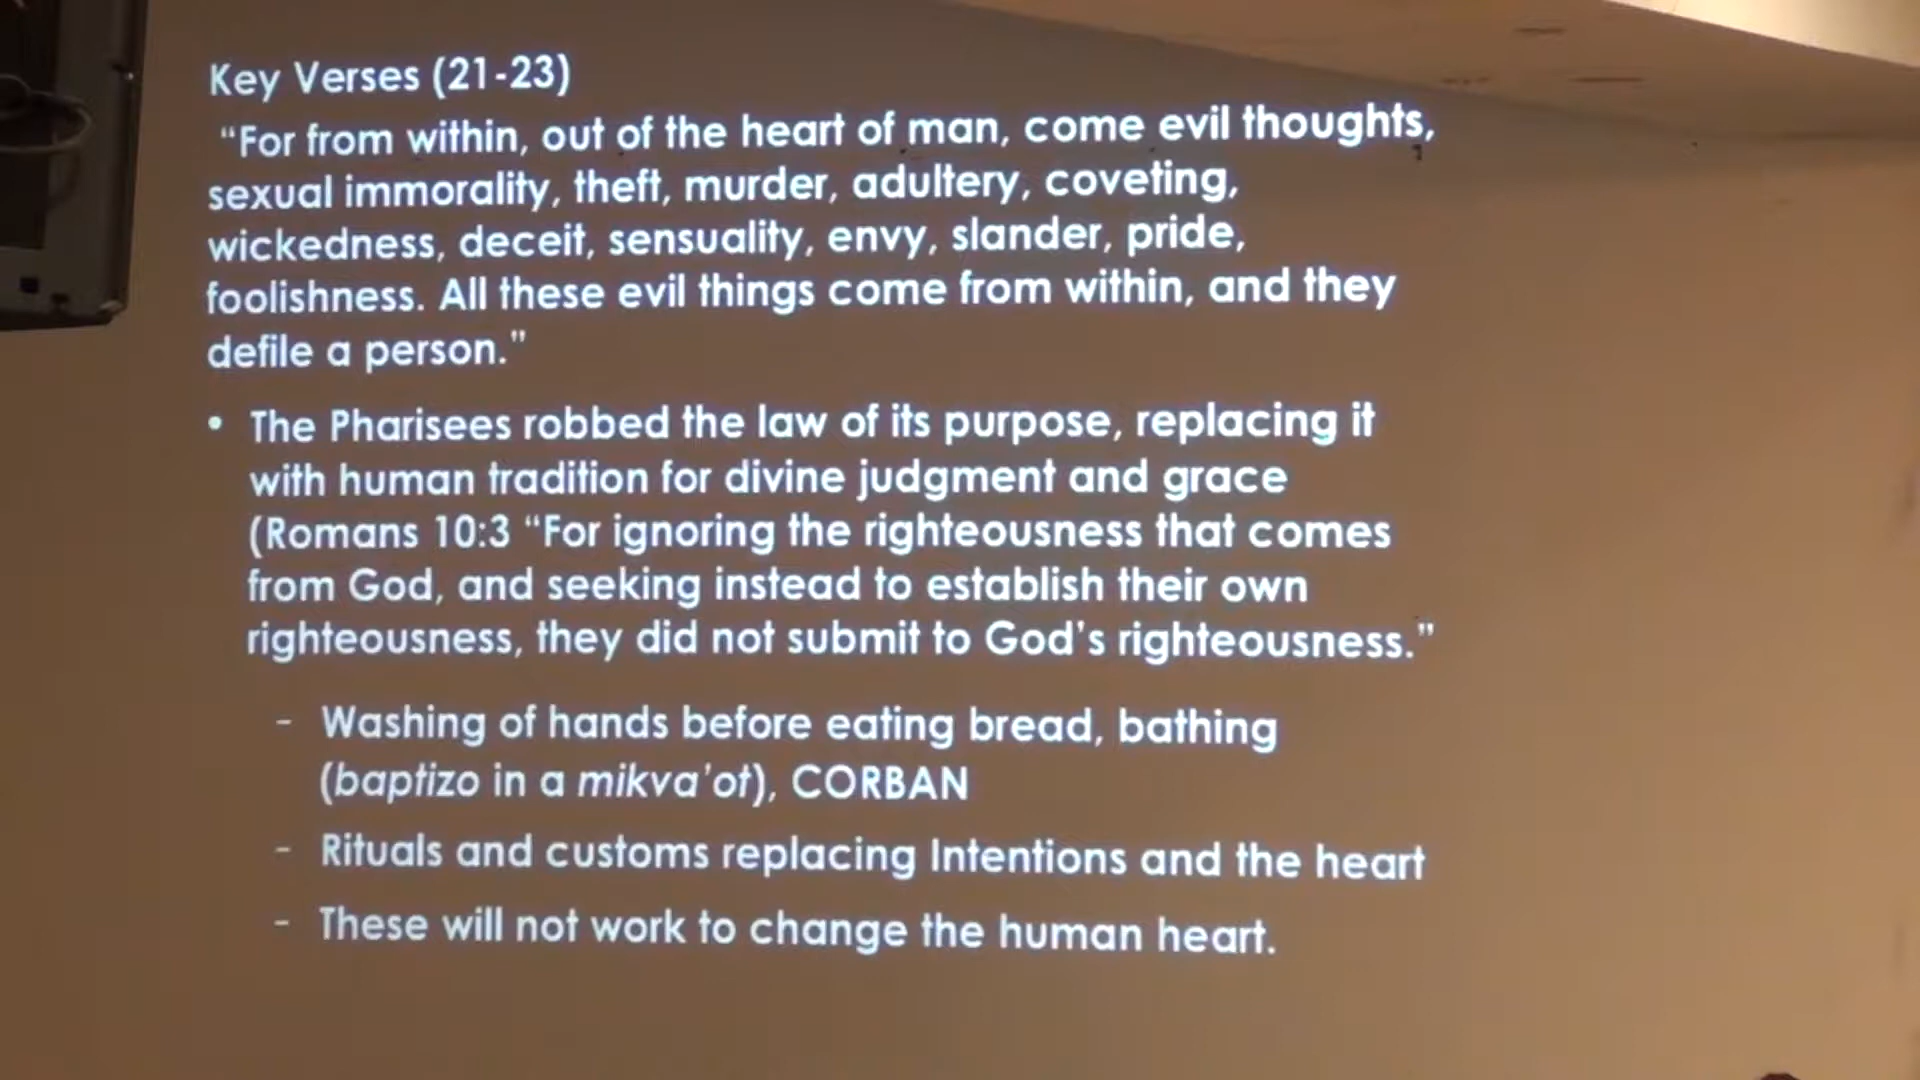 Key Verses (21-23)
“For from within, out of the heart of man, come evil thoughts,
sexual immorality, theft, murder, adultery, coveting,
wickedness, deceit, sensuality, envy, slander, pride,
foolishness. All these evil things come from within, and they
defile a person.”
• The Pharisees robbed the law of its purpose, replacing it
with human tradition for divine judgment and grace
(Romans 10:3 “For ignoring the righteousness that comes
from God, and seeking instead to establish their own
righteousness, they did not submit to God’s righteousness.”
- Washing of hands before eating bread, bathing
(baptizo in a mikva’ot), CORBAN
- Rituals and customs replacing Intentions and the heart
- These will not work to change the human heart.